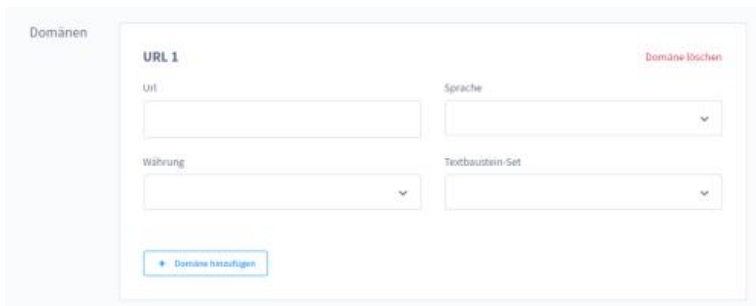 Domänen
URL 1
Domäne löschen
Url
Sprache
Währung
Textbaustein-Set
+ Domäne hinzufügen